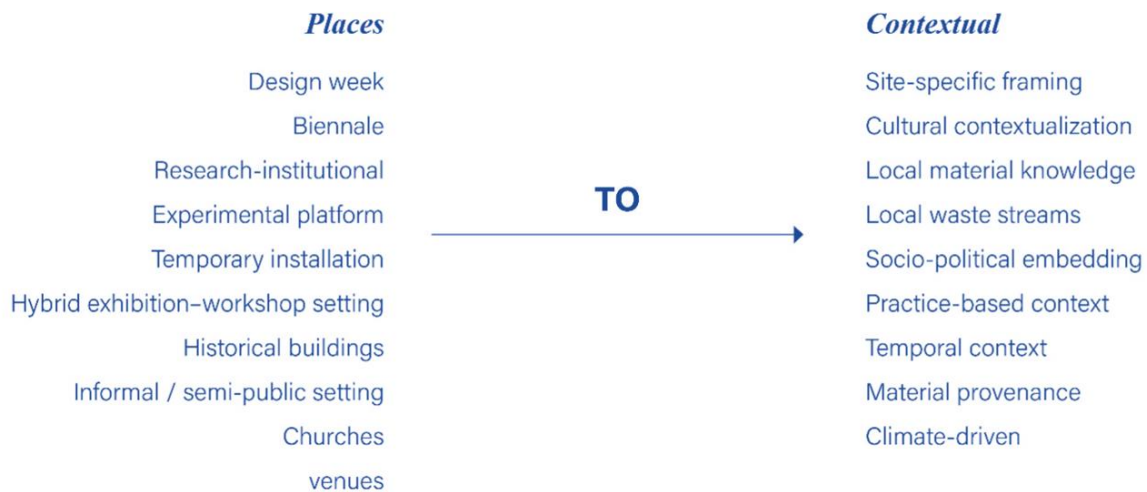 Places
Design week
Biennale
Research-institutional
Experimental platform
Temporary installation
Hybrid exhibition–workshop setting
Historical buildings
Informal / semi-public setting
Churches
venues
TO
Contextual
Site-specific framing
Cultural contextualization
Local material knowledge
Local waste streams
Socio-political embedding
Practice-based context
Temporal context
Material provenance
Climate-driven